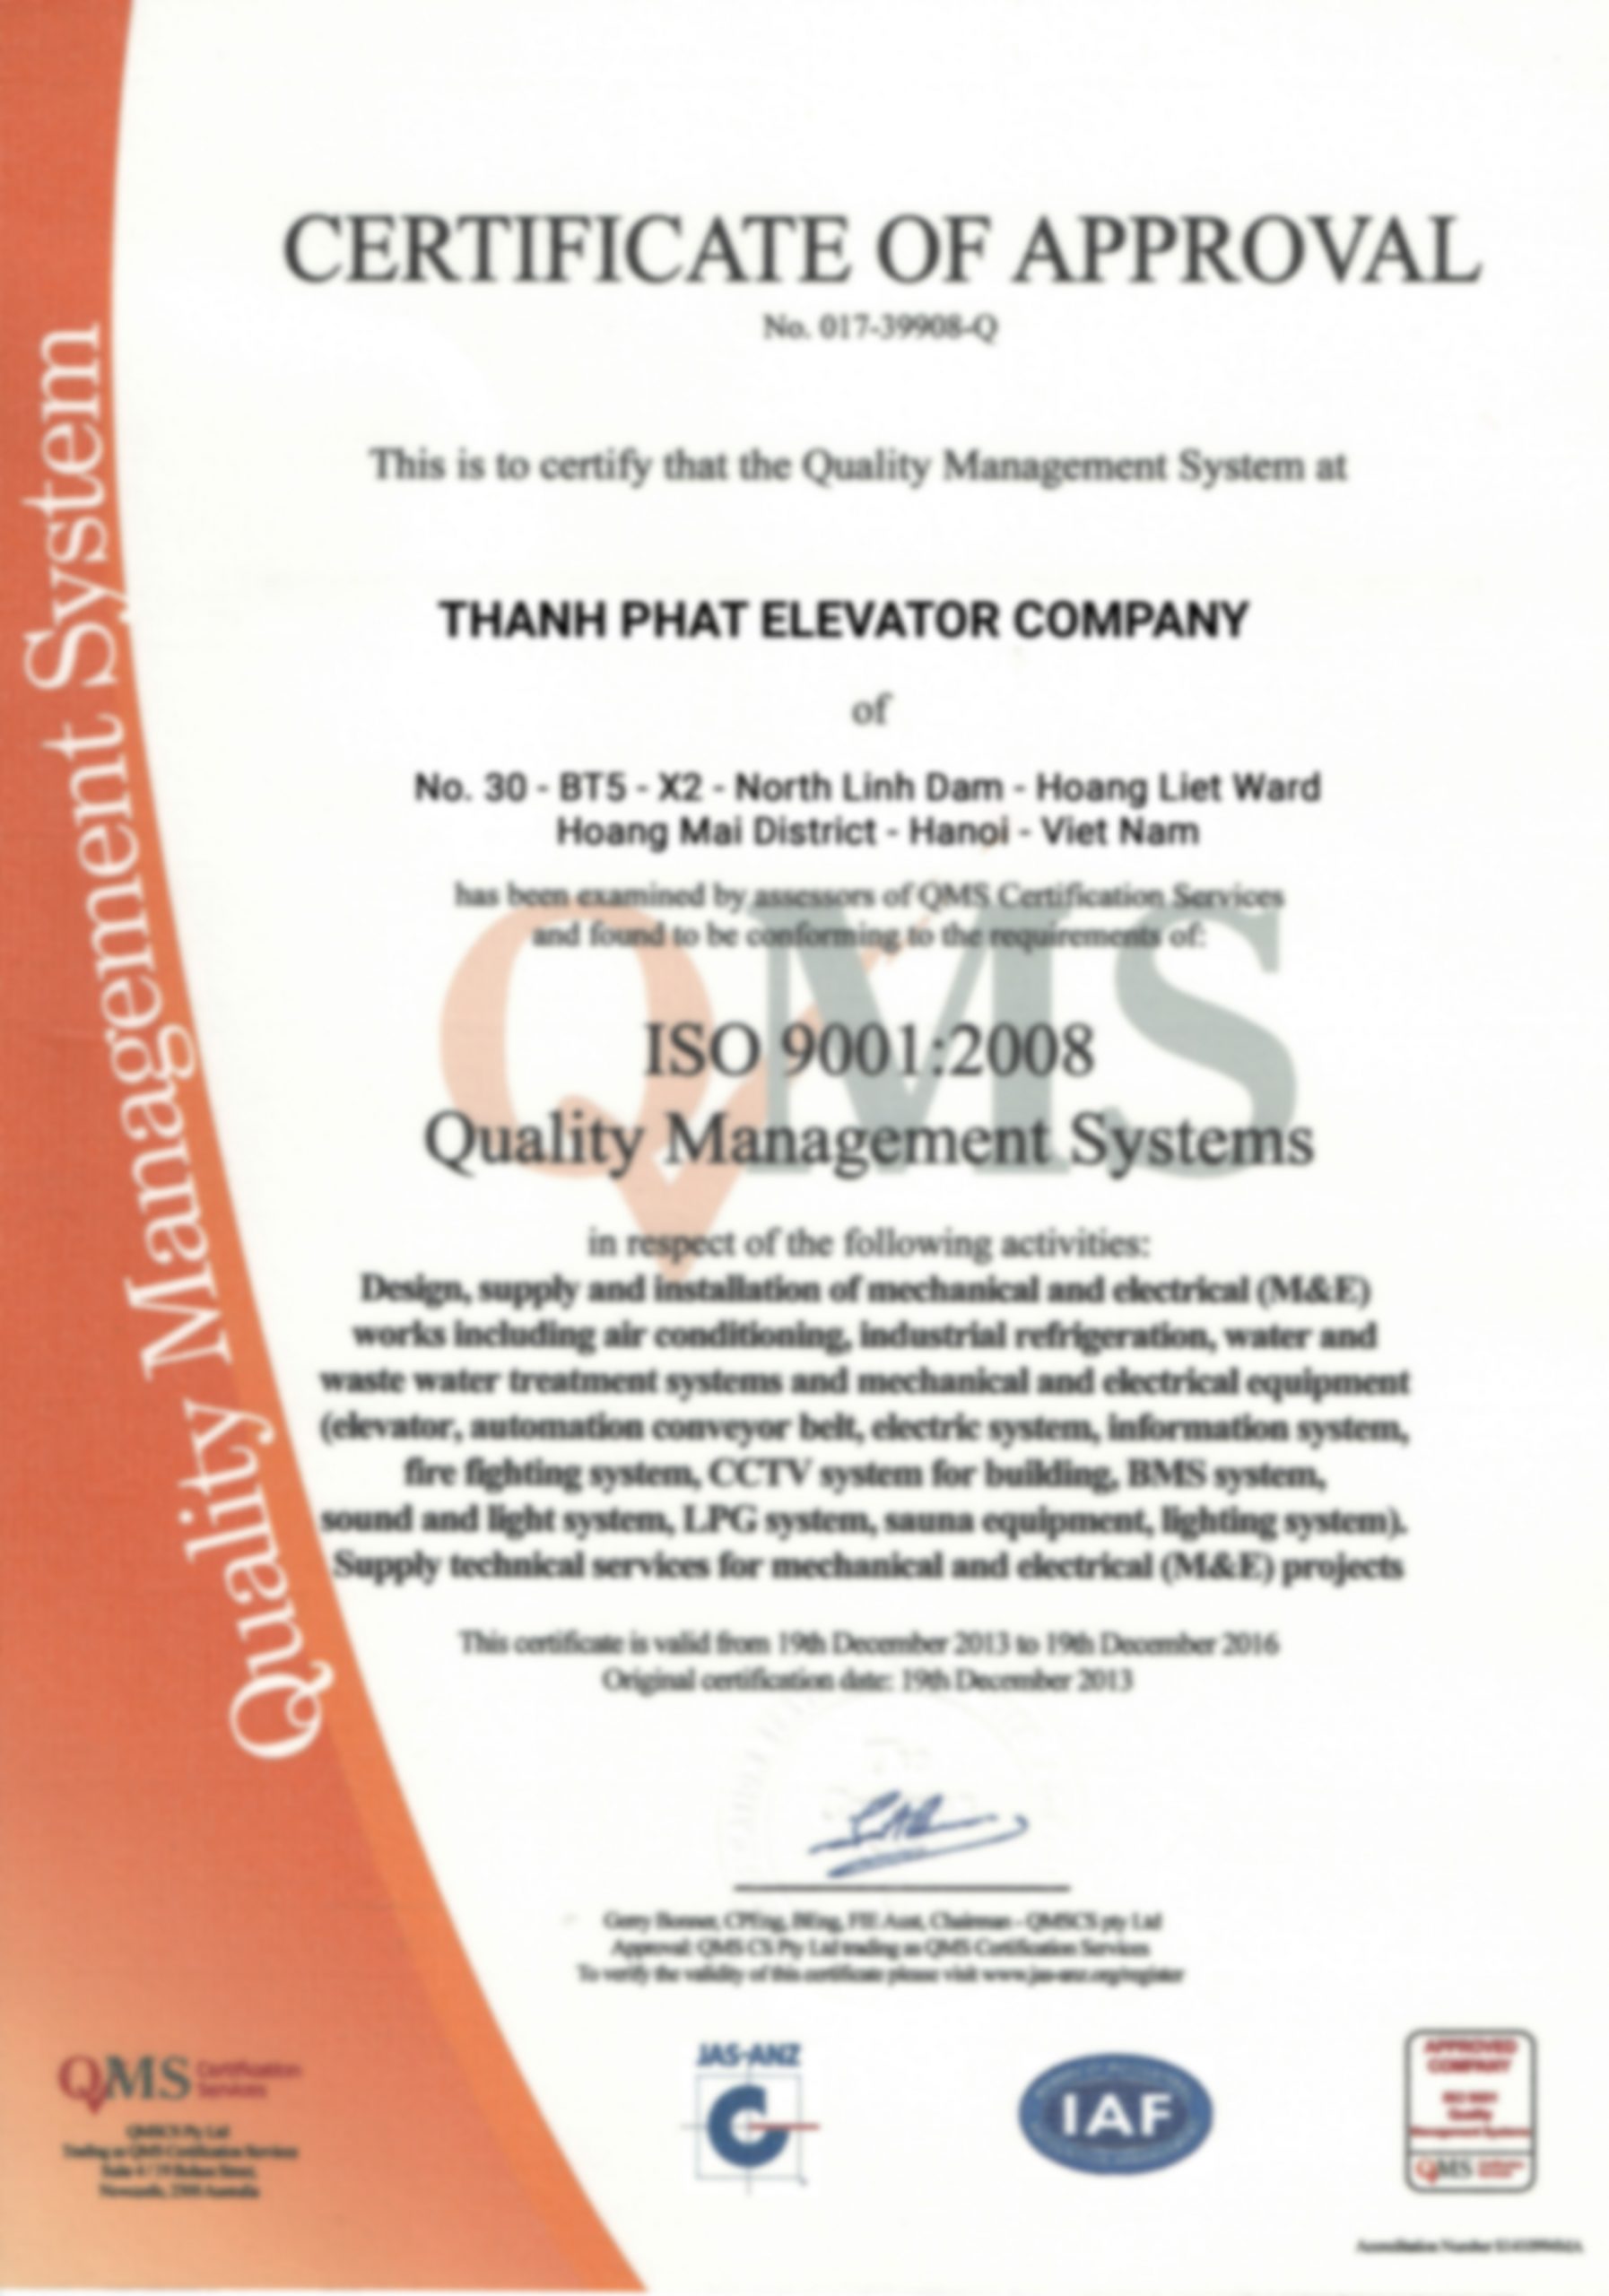 CERTIFICATE OF APPROVAL
No. 017-39908-Q
This is to certify that the Quality Management System at
THANH PHAT ELEVATOR COMPANY
of
No. 30 - BT5 - X2 - North Linh Dam - Hoang Liet Ward
Hoang Mai District - Hanoi - Viet Nam
has been examined by assessors of QMS Certification Services
and found to be conforming to the requirements of:
QMS
ISO 9001:2008
Quality Management Systems
in respect of the following activities:
Design, supply and installation of mechanical and electrical (M&E)
works including air conditioning, industrial refrigeration, water and
waste water treatment systems and mechanical and electrical equipment
(elevator, automation conveyor belt, electric system, information system,
fire fighting system, CCTV system for building, BMS system,
sound and light system, LPG system, sauna equipment, lighting system).
Supply technical services for mechanical and electrical (M&E) projects
This certificate is valid from 19th December 2013 to 19th December 2016
Original certification date: 19th December 2013
Gerry Bonner, CPEng, BEng, FIE Aust, Chairman - QMSCS pty Ltd
Approval: QMS CS Pty Ltd trading as QMS Certification Services
To verify the validity of this certificate please visit www.jas-anz.org/register
Quality Management System
QMS Certification
Services
QMSCS Pty Ltd
Trading as QMS Certification Services
Newcastle, 2300 Australia
JAS-ANZ
IAF
APPROVED
COMPANY
ISO 9001
Quality
Management Systems
QMS
Accreditation Number